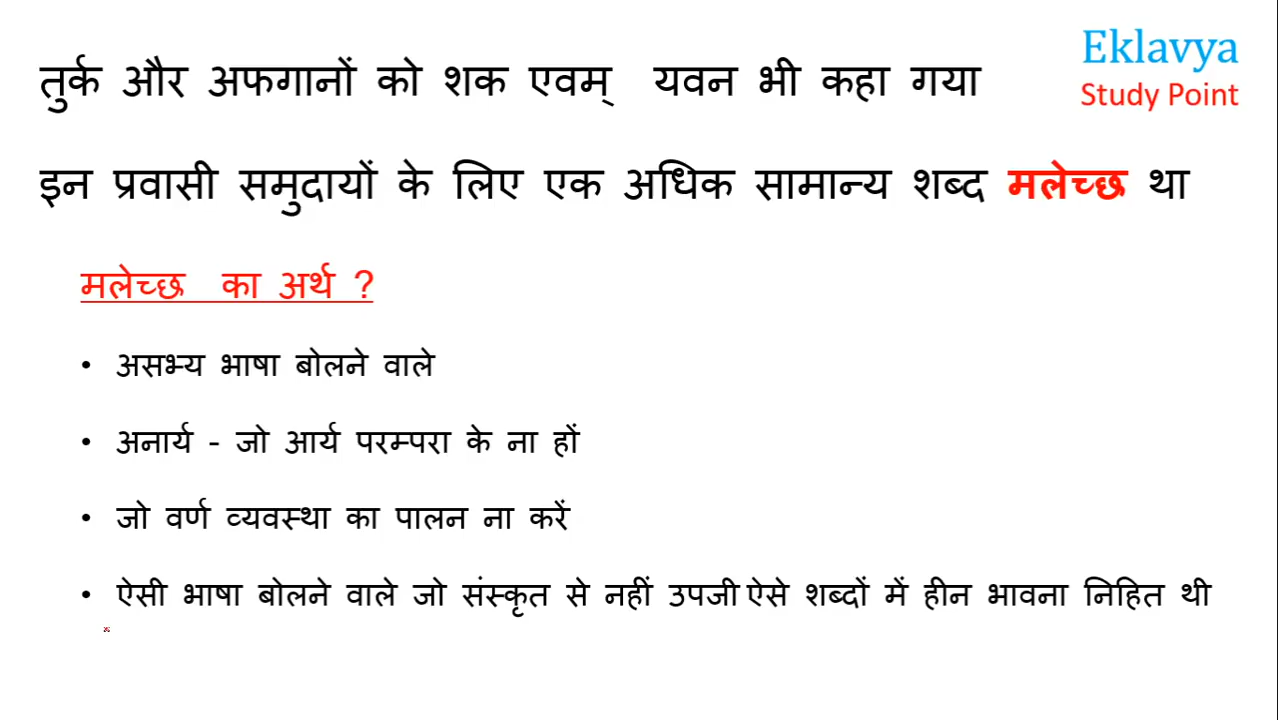 Eklavya
Study Point
तुर्क और अफगानों को शक एवम् यवन भी कहा गया
इन प्रवासी समुदायों के लिए एक अधिक सामान्य शब्द मलेच्छ था
मलेच्छ का अर्थ ?
• असभ्य भाषा बोलने वाले
• अनार्य - जो आर्य परम्परा के ना हों
• जो वर्ण व्यवस्था का पालन ना करें
• ऐसी भाषा बोलने वाले जो संस्कृत से नहीं उपजी ऐसे शब्दों में हीन भावना निहित थी